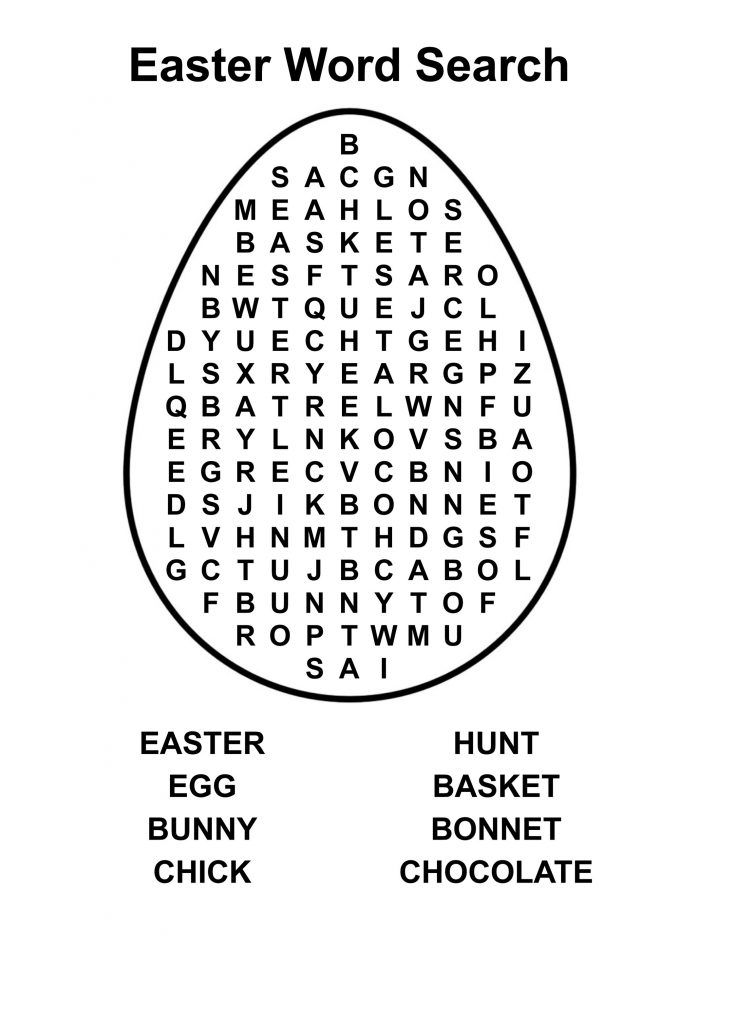 Easter Word Search
B
S A C G N
M E A H L O S
B A S K E T E
N E S F T S A R O
B W T Q U E J C L
D Y U E C H T G E H I
L S X R Y E A R G P Z
Q B A T R E L W N F U
E R Y L N K O V S B A
E G R E C V C B N I O
D S J I K B O N N E T
L V H N M T H D G S F
G C T U J B C A B O L
F B U N N Y T O F
R O P T W M U
S A I
EASTER HUNT
EGG BASKET
BUNNY BONNET
CHICK CHOCOLATE